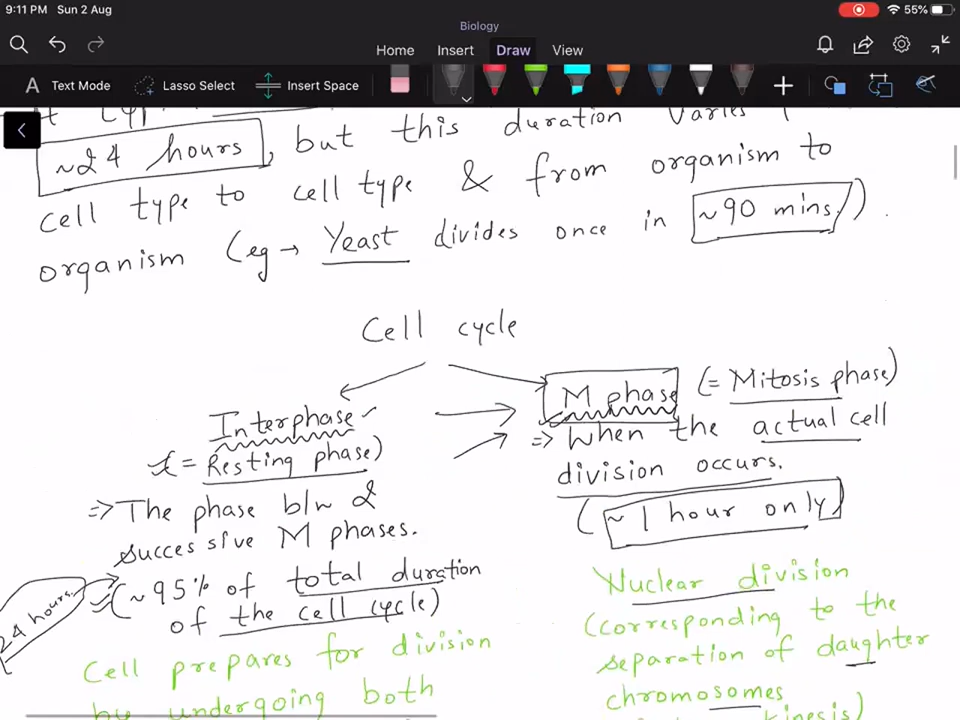 9:11 PM Sun 2 Aug
55%
Biology
Home Insert Draw View
A Text Mode Lasso Select Insert Space
~24 hours, but this duration varies
cell type to cell type & from organism to
organism (eg → Yeast divides once in ~90 mins.)
Cell cycle
Interphase
(= Resting phase)
⇒ The phase b/n 2
successive M phases.
(~95% of total duration
of the cell cycle)
24 hours.
Cell prepares for division
by undergoing both
M phase (= Mitosis phase)
⇒ When the actual cell
division occurs.
(~1 hour only)
Nuclear division
(corresponding to the
separation of daughter
chromosomes
kinesis)